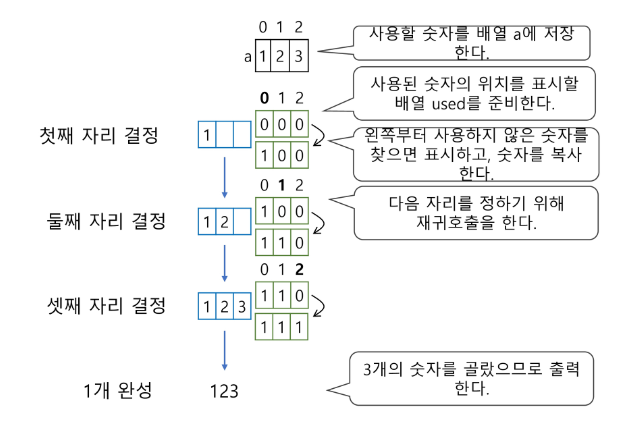 0 1 2
a 1 2 3
사용할 숫자를 배열 a에 저장
한다.
사용된 숫자의 위치를 표시할
배열 used를 준비한다.
0 1 2
첫째 자리 결정
1
0 0 0
1 0 0
왼쪽부터 사용하지 않은 숫자를
찾으면 표시하고, 숫자를 복사
한다.
0 1 2
둘째 자리 결정
1 2
1 0 0
1 1 0
다음 자리를 정하기 위해
재귀호출을 한다.
0 1 2
셋째 자리 결정
1 2 3
1 1 0
1 1 1
1개 완성
123
3개의 숫자를 골랐으므로 출력
한다.